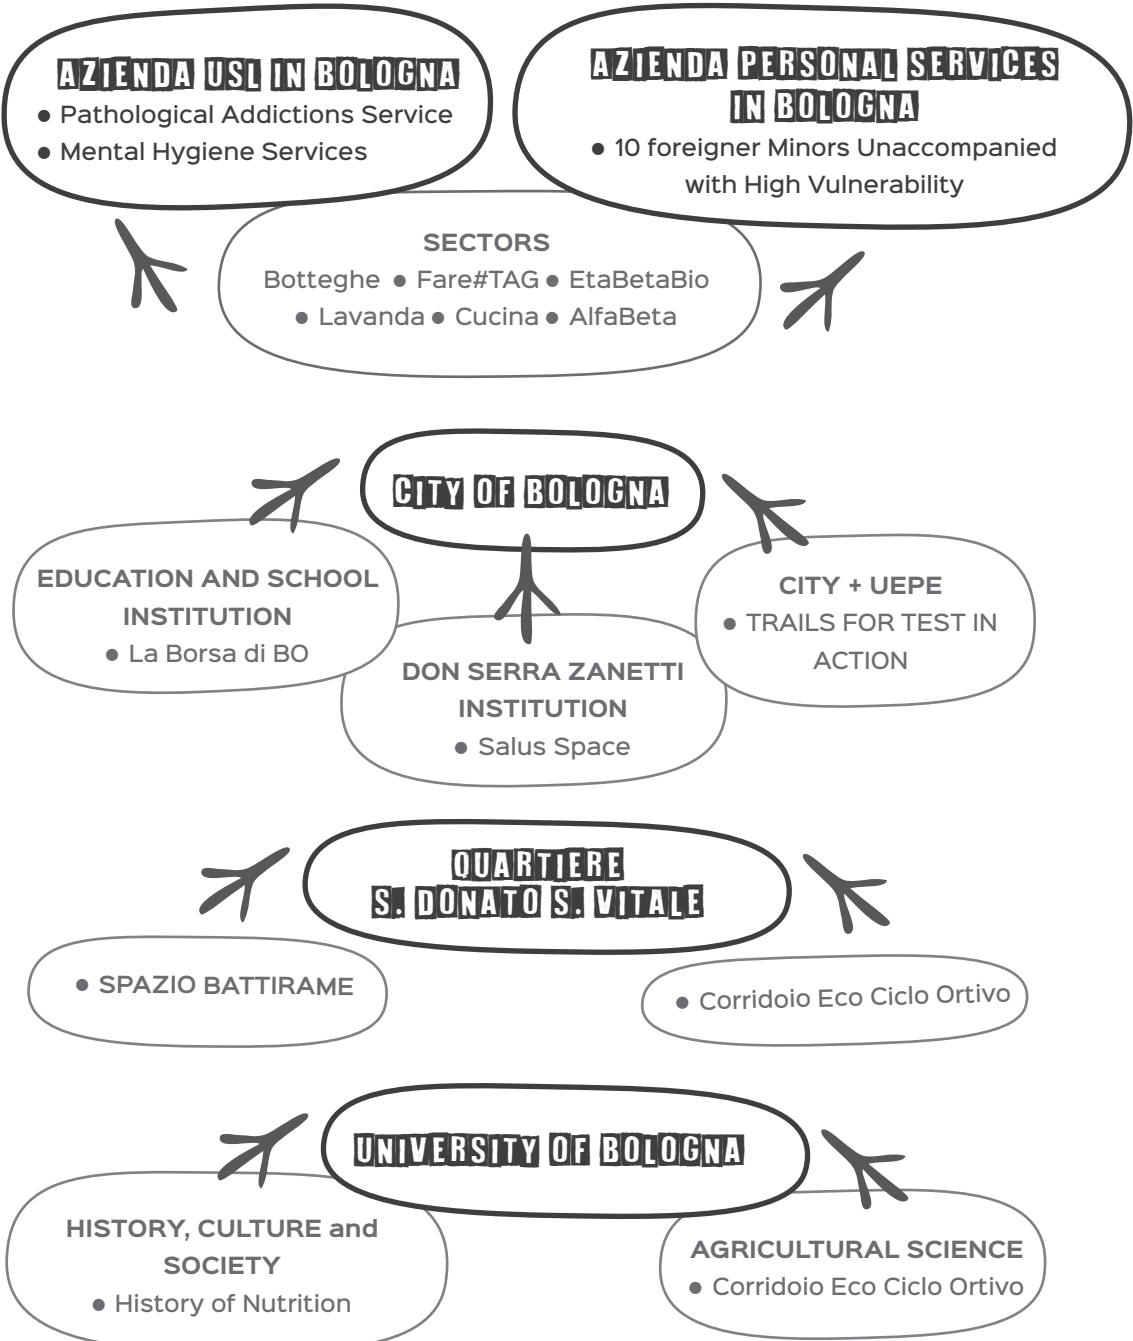 AZIENDA USL IN BOLOGNA
● Pathological Addictions Service
● Mental Hygiene Services
AZIENDA PERSONAL SERVICES
IN BOLOGNA
● 10 foreigner Minors Unaccompanied
with High Vulnerability
SECTORS
Botteghe ● Fare#TAG ● EtaBetaBio
● Lavanda ● Cucina ● AlfaBeta
CITY OF BOLOGNA
EDUCATION AND SCHOOL
INSTITUTION
● La Borsa di BO
DON SERRA ZANETTI
INSTITUTION
● Salus Space
CITY + UEPE
● TRAILS FOR TEST IN
ACTION
QUARTIERE
S. DONATO S. VITALE
● SPAZIO BATTIRAME
● Corridoio Eco Ciclo Ortivo
UNIVERSITY OF BOLOGNA
HISTORY, CULTURE and
SOCIETY
● History of Nutrition
AGRICULTURAL SCIENCE
● Corridoio Eco Ciclo Ortivo